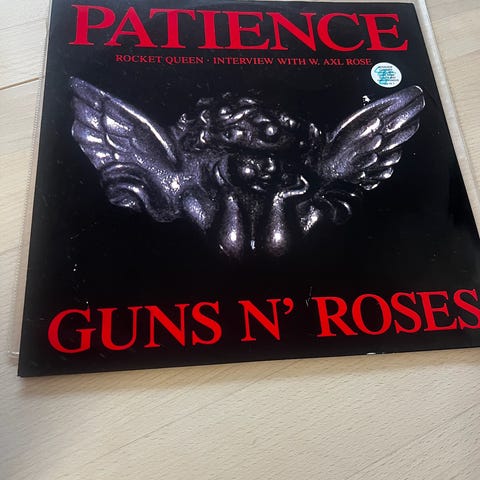 PATIENCE
ROCKET QUEEN · INTERVIEW WITH W. AXL ROSE
GUNS N' ROSES